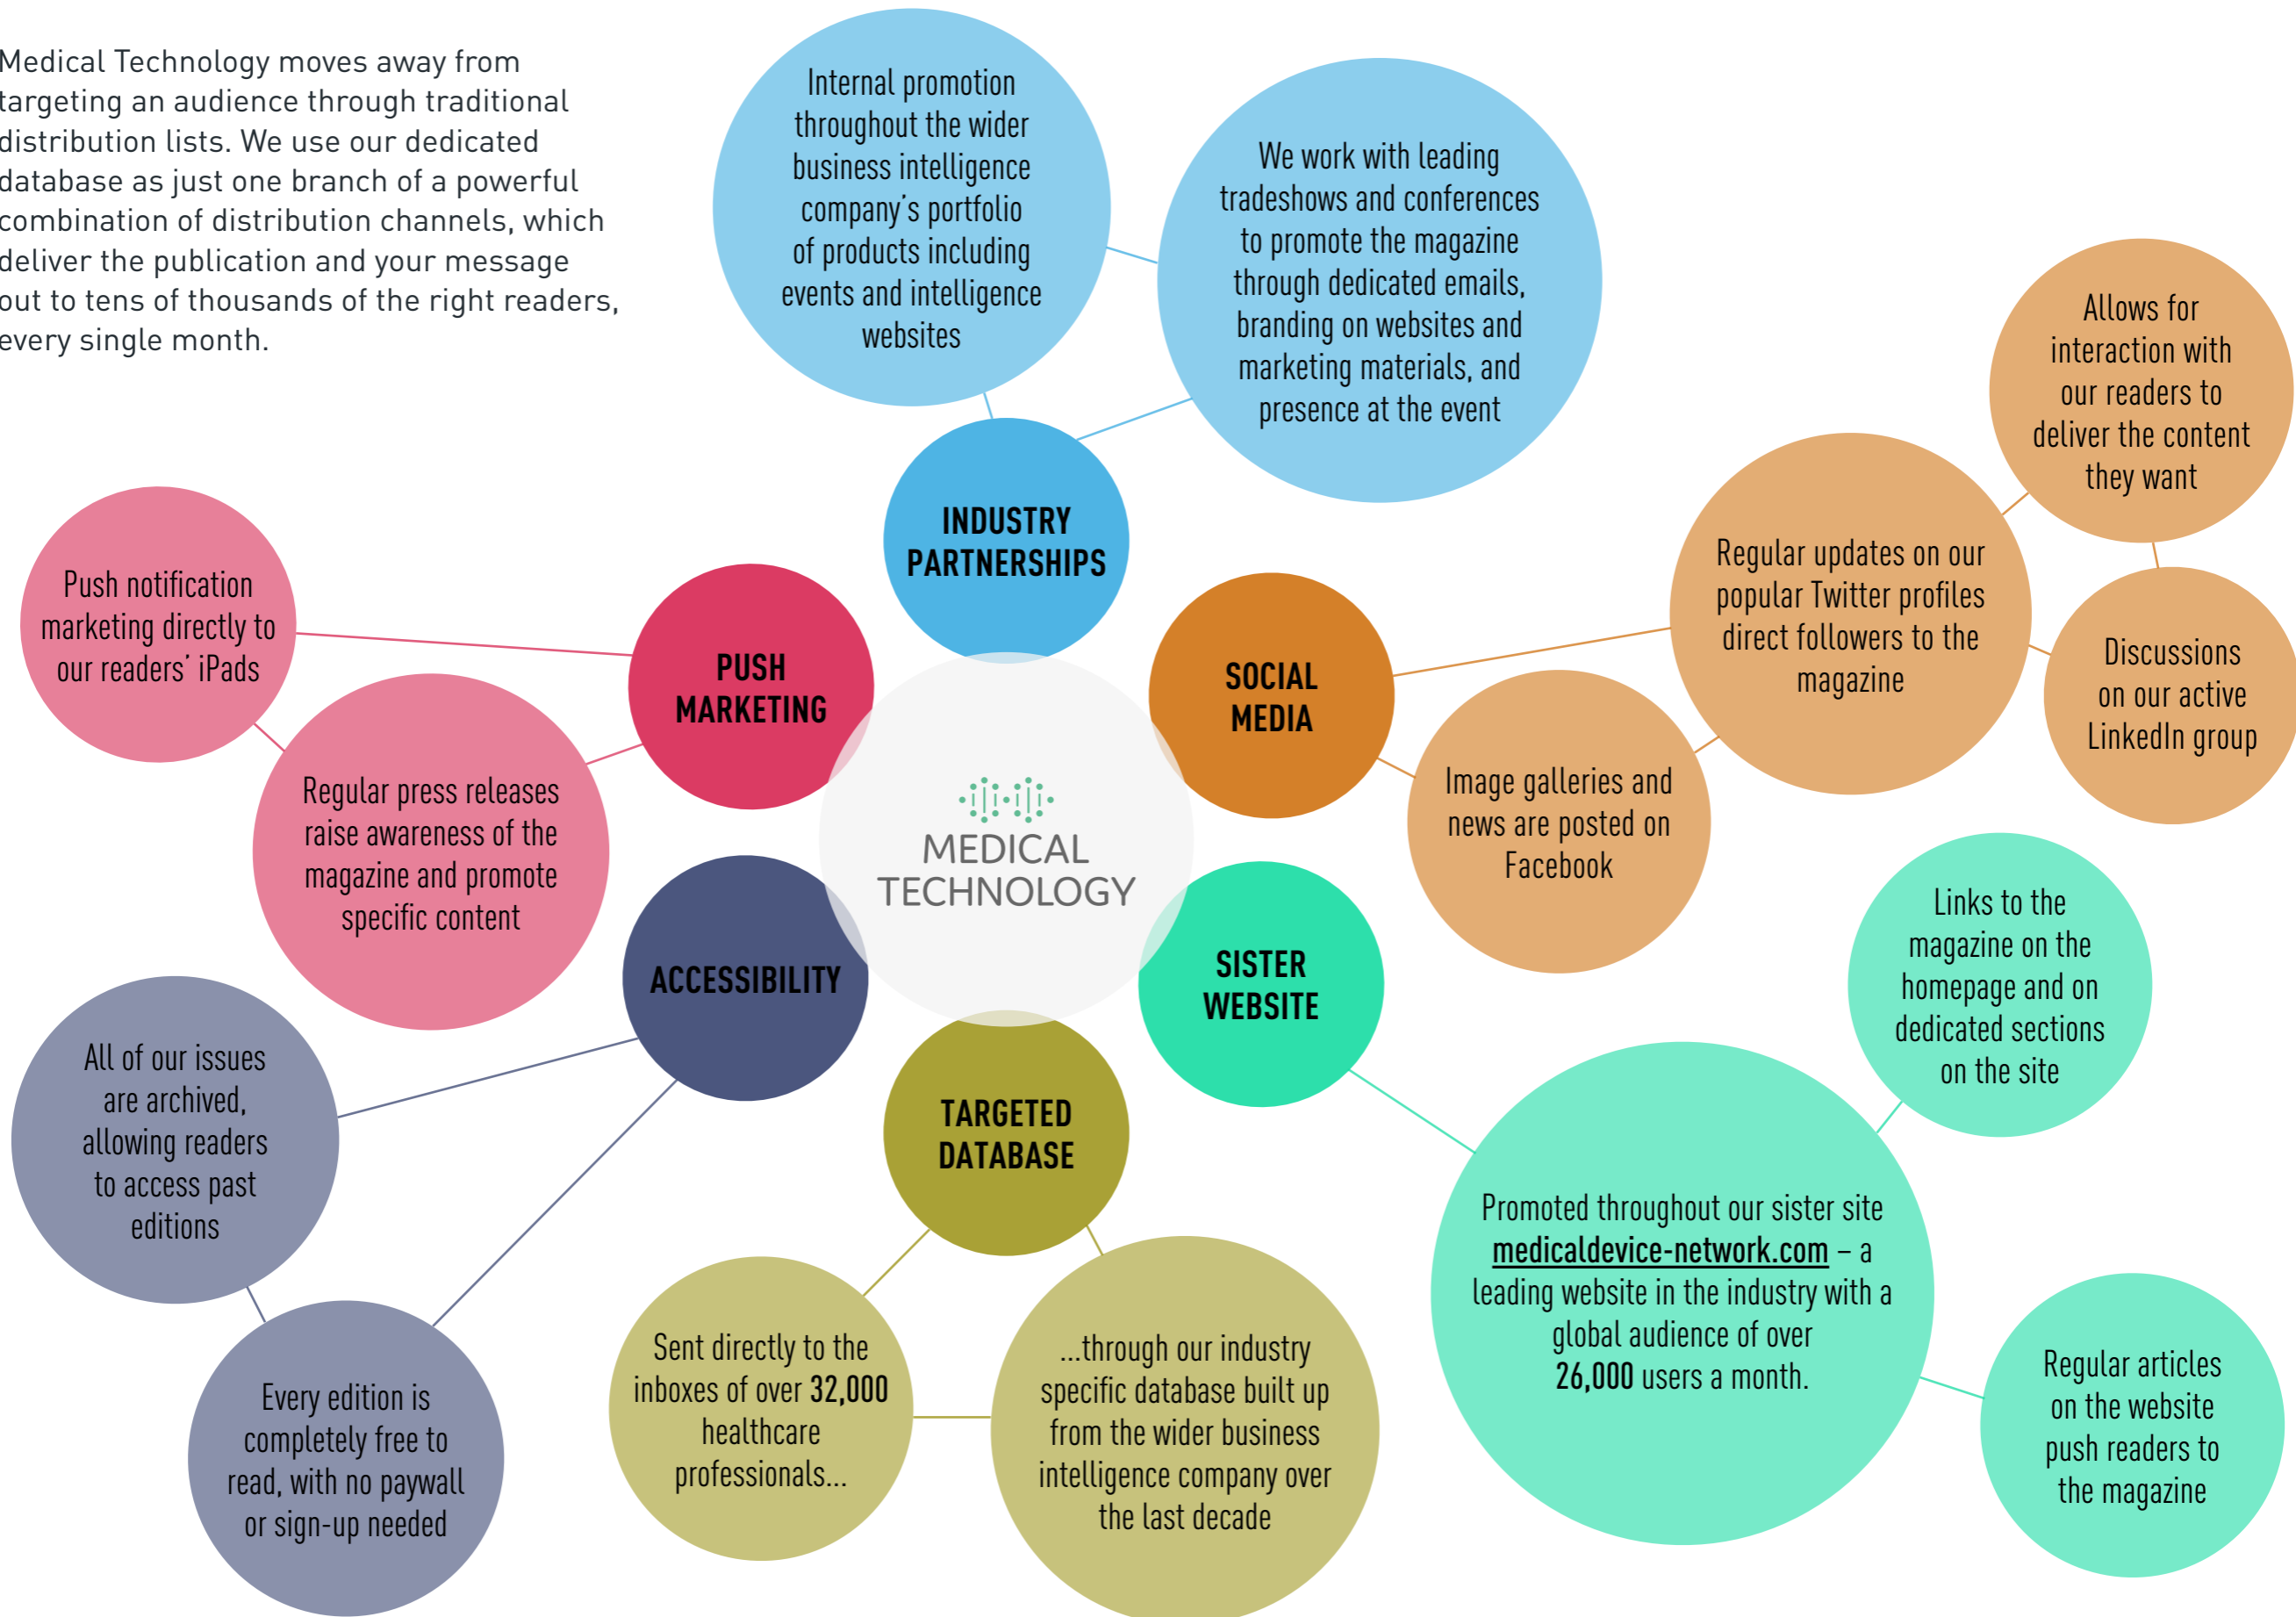 Medical Technology moves away from
targeting an audience through traditional
distribution lists. We use our dedicated
database as just one branch of a powerful
combination of distribution channels, which
deliver the publication and your message
out to tens of thousands of the right readers,
every single month.
Internal promotion
throughout the wider
business intelligence
company's portfolio
of products including
events and intelligence
websites
We work with leading
tradeshows and conferences
to promote the magazine
through dedicated emails,
branding on websites and
marketing materials, and
presence at the event
INDUSTRY
PARTNERSHIPS
Push notification
marketing directly to
our readers' iPads
Regular press releases
raise awareness of the
magazine and promote
specific content
PUSH
MARKETING
SOCIAL
MEDIA
Regular updates on our
popular Twitter profiles
direct followers to the
magazine
Allows for
interaction with
our readers to
deliver the content
they want
Discussions
on our active
LinkedIn group
Image galleries and
news are posted on
Facebook
MEDICAL
TECHNOLOGY
ACCESSIBILITY
All of our issues
are archived,
allowing readers
to access past
editions
Every edition is
completely free to
read, with no paywall
or sign-up needed
TARGETED
DATABASE
Sent directly to the
inboxes of over 32,000
healthcare
professionals...
...through our industry
specific database built up
from the wider business
intelligence company over
the last decade
SISTER
WEBSITE
Promoted throughout our sister site
medicaldevice-network.com – a
leading website in the industry with a
global audience of over
26,000 users a month.
Links to the
magazine on the
homepage and on
dedicated sections
on the site
Regular articles
on the website
push readers to
the magazine